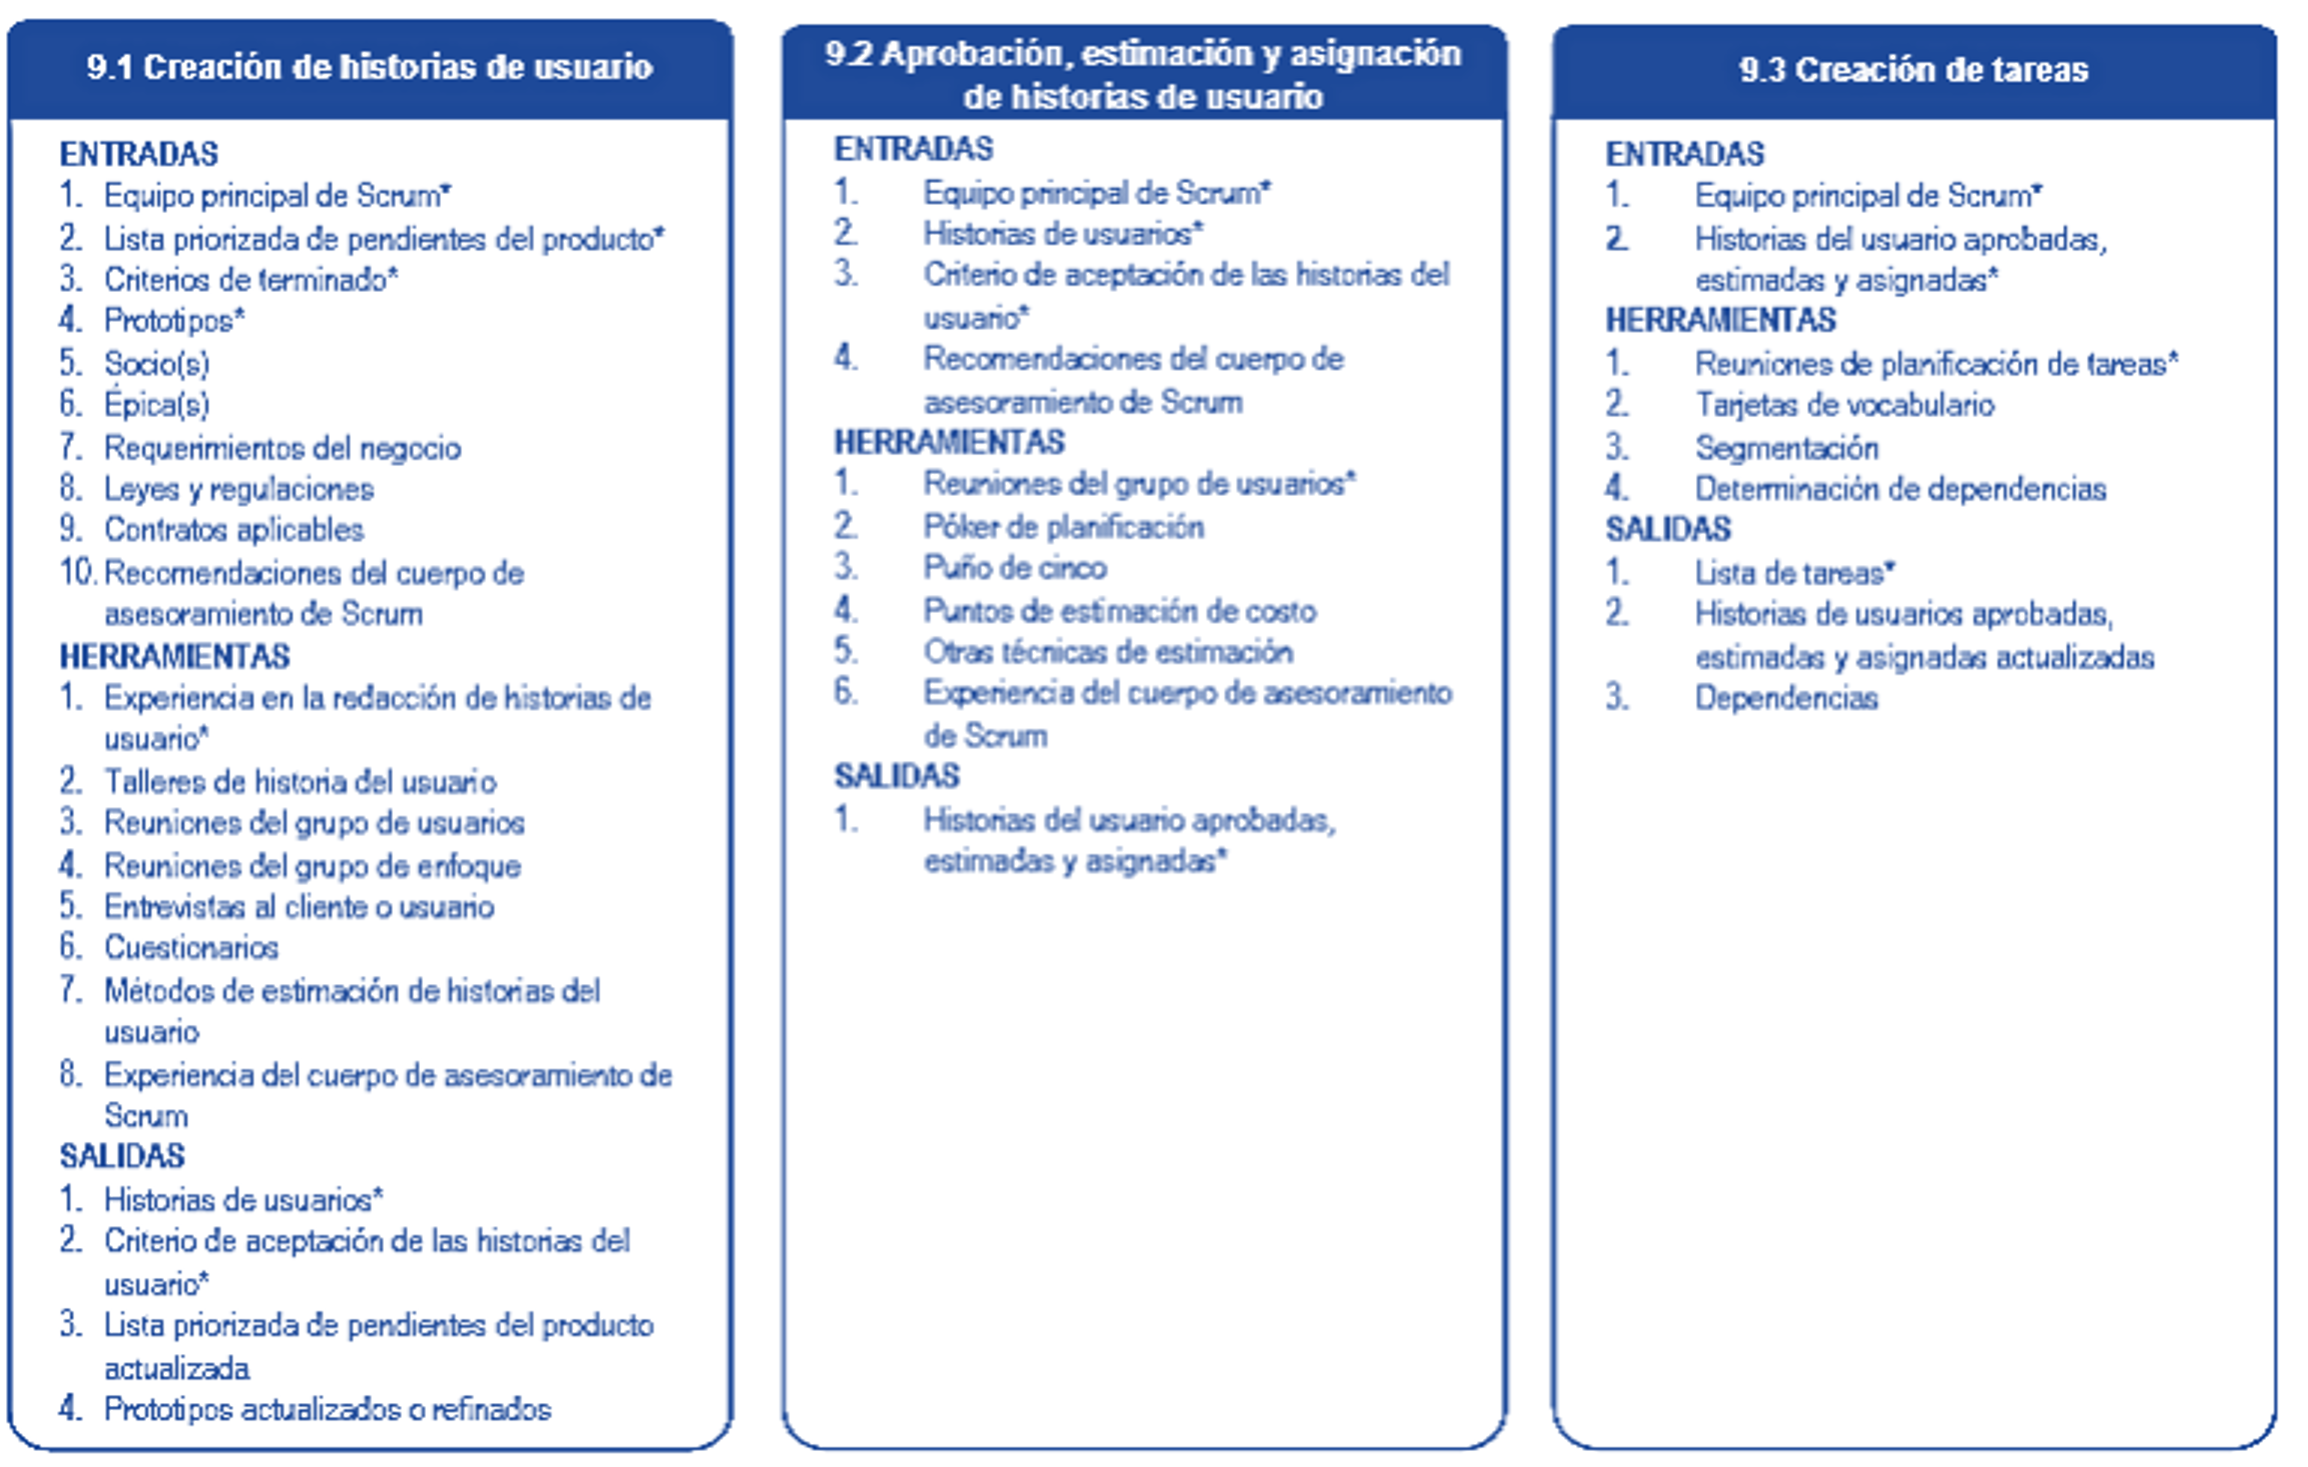 9.1 Creación de historias de usuario
ENTRADAS
1. Equipo principal de Scrum*
2. Lista priorizada de pendientes del producto*
3. Criterios de terminado*
4. Prototipos*
5. Socio(s)
6. Épica(s)
7. Requerimientos del negocio
8. Leyes y regulaciones
9. Contratos aplicables
10. Recomendaciones del cuerpo de
asesoramiento de Scrum
HERRAMIENTAS
1. Experiencia en la redacción de historias de
usuario*
2. Talleres de historia del usuario
3. Reuniones del grupo de usuarios
4. Reuniones del grupo de enfoque
5. Entrevistas al cliente o usuario
6. Cuestionarios
7. Métodos de estimación de historias del
usuario
8. Experiencia del cuerpo de asesoramiento de
Scrum
SALIDAS
1. Historias de usuarios*
2. Criterio de aceptación de las historias del
usuario*
3. Lista priorizada de pendientes del producto
actualizada
4. Prototipos actualizados o refinados
9.2 Aprobación, estimación y asignación
de historias de usuario
ENTRADAS
1. Equipo principal de Scrum*
2. Historias de usuarios*
3. Criterio de aceptación de las historias del
usuario*
4. Recomendaciones del cuerpo de
asesoramiento de Scrum
HERRAMIENTAS
1. Reuniones del grupo de usuarios*
2. Póker de planificación
3. Puño de cinco
4. Puntos de estimación de costo
5. Otras técnicas de estimación
6. Experiencia del cuerpo de asesoramiento
de Scrum
SALIDAS
1. Historias del usuario aprobadas,
estimadas y asignadas*
9.3 Creación de tareas
ENTRADAS
1. Equipo principal de Scrum*
2. Historias del usuario aprobadas,
estimadas y asignadas*
HERRAMIENTAS
1. Reuniones de planificación de tareas*
2. Tarjetas de vocabulario
3. Segmentación
4. Determinación de dependencias
SALIDAS
1. Lista de tareas*
2. Historias de usuarios aprobadas,
estimadas y asignadas actualizadas
3. Dependencias